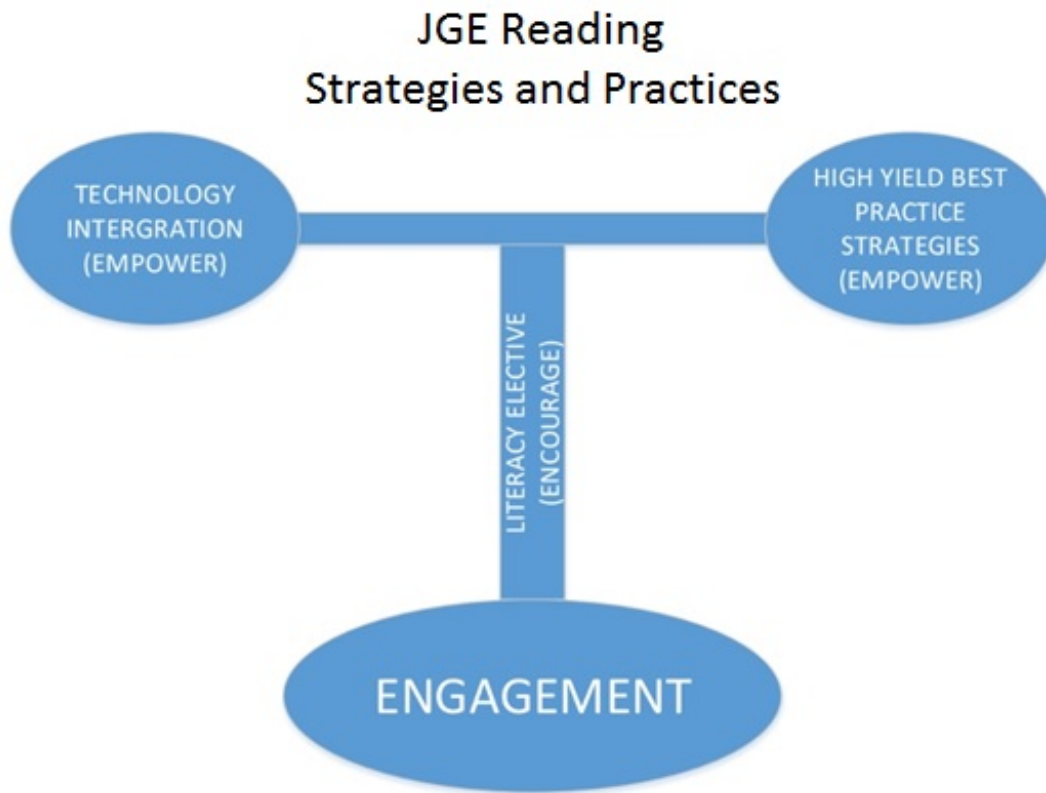 JGE Reading
Strategies and Practices
TECHNOLOGY
INTERGRATION
(EMPOWER)
HIGH YIELD BEST
PRACTICE
STRATEGIES
(EMPOWER)
LITERACY ELECTIVE
(ENCOURAGE)
ENGAGEMENT